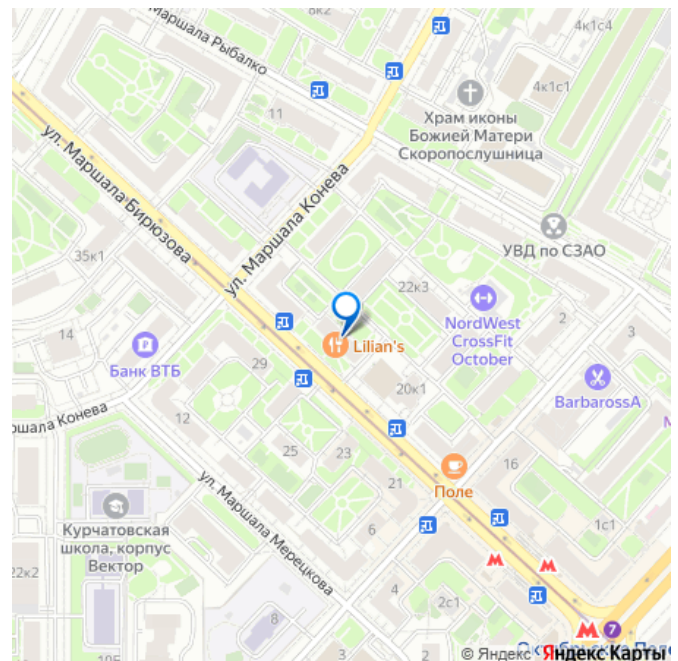 8к2
4к1с4
ул. Маршала Рыбалко
4к1с1
11
Храм иконы
Божией Матери
Скоропослушница
ул. Маршала Бирюзова
ул. Маршала Конева
УВД по СЗАО
35к1
22к3
NordWest
CrossFit
October
2
3
14
Банк ВТБ
Lilian's
29
20к1
BarbarossA
12
25
23
16
21
Поле
ул. Маршала Мерецкова
6
1с1
Курчатовская
школа, корпус
Вектор
22к2
4
2с1
8
7
© Яндекс Яндекс Карты